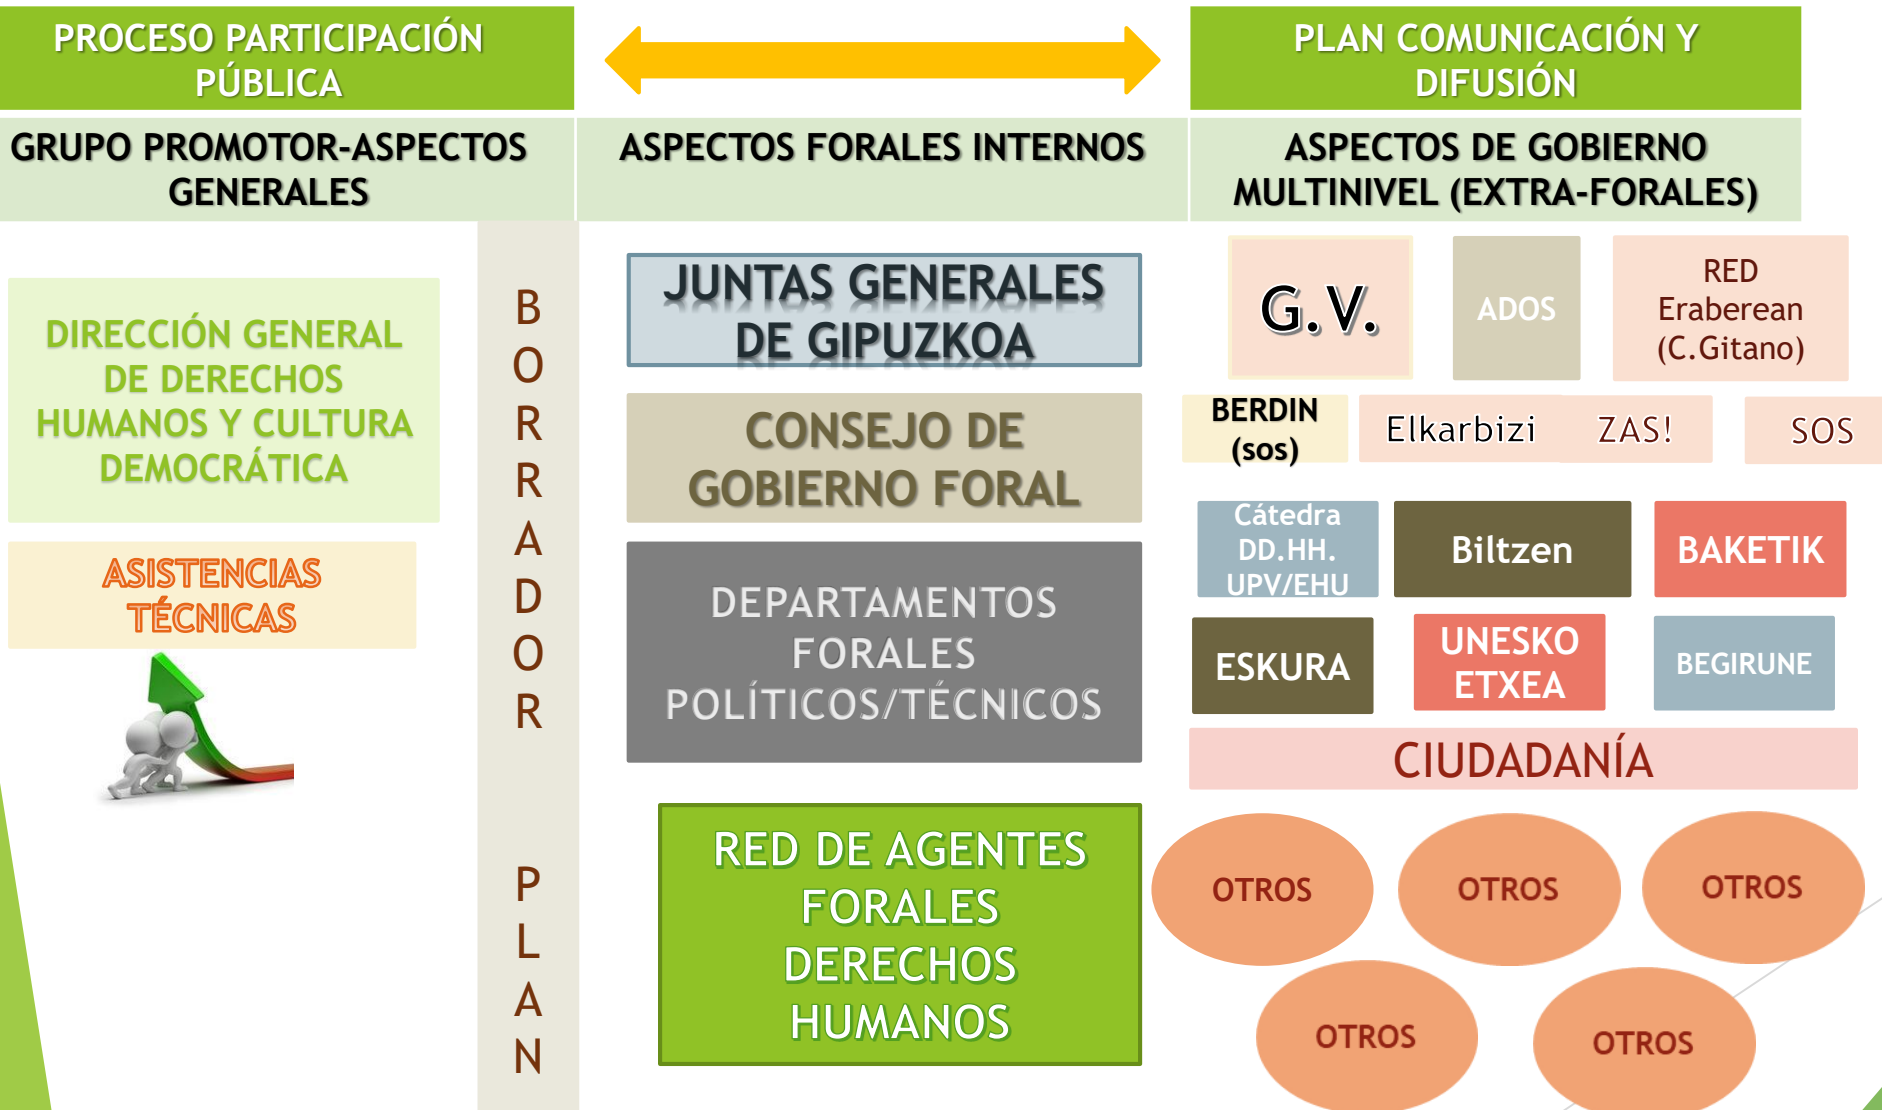 PROCESO PARTICIPACIÓN
PÚBLICA
PLAN COMUNICACIÓN Y
DIFUSIÓN
GRUPO PROMOTOR-ASPECTOS
GENERALES
ASPECTOS FORALES INTERNOS
ASPECTOS DE GOBIERNO
MULTINIVEL (EXTRA-FORALES)
DIRECCIÓN GENERAL
DE DERECHOS
HUMANOS Y CULTURA
DEMOCRÁTICA
ASISTENCIAS
TÉCNICAS
B
O
R
R
A
D
O
R
P
L
A
N
JUNTAS GENERALES
DE GIPUZKOA
CONSEJO DE
GOBIERNO FORAL
DEPARTAMENTOS
FORALES
POLÍTICOS/TÉCNICOS
RED DE AGENTES
FORALES
DERECHOS
HUMANOS
G.V.
ADOS
RED
Eraberean
(C.Gitano)
BERDIN
(sos)
Elkarbizi
ZAS!
SOS
Cátedra
DD.HH.
UPV/EHU
Biltzen
BAKETIK
ESKURA
UNESKO
ETXEA
BEGIRUNE
CIUDADANÍA
OTROS
OTROS
OTROS
OTROS
OTROS